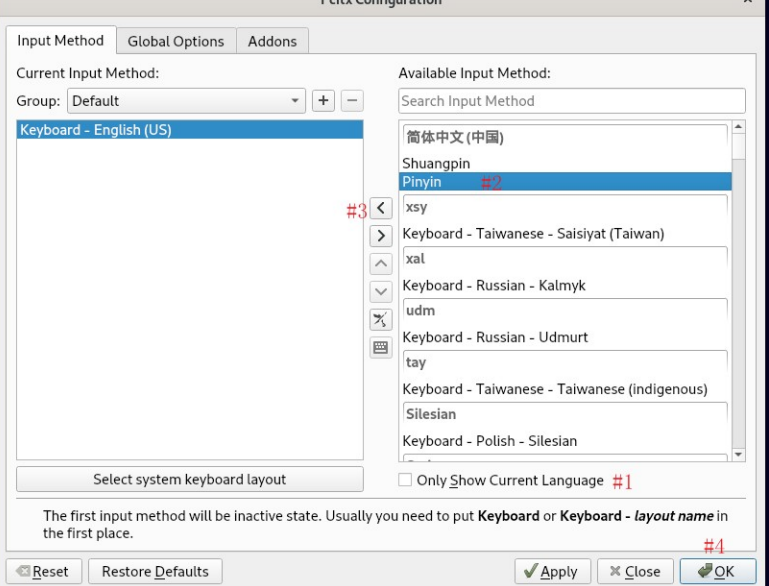 Fcitx Configuration
Input Method
Global Options
Addons
Current Input Method:
Available Input Method:
Group: Default
Search Input Method
Keyboard - English (US)
简体中文 (中国)
Shuangpin
Pinyin #2
#3
xsy
Keyboard - Taiwanese - Saisiyat (Taiwan)
xal
Keyboard - Russian - Kalmyk
udm
Keyboard - Russian - Udmurt
tay
Keyboard - Taiwanese - Taiwanese (indigenous)
Silesian
Keyboard - Polish - Silesian
Select system keyboard layout
Only Show Current Language #1
The first input method will be inactive state. Usually you need to put Keyboard or Keyboard - layout name in
the first place.
#4
Reset
Restore Defaults
Apply
Close
OK